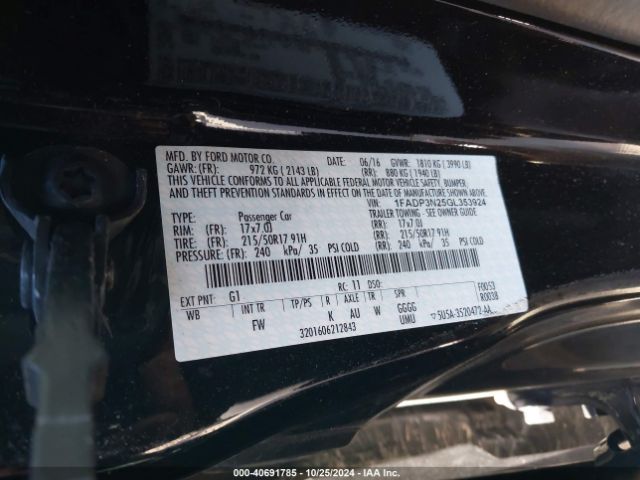 MFD. BY FORD MOTOR CO. DATE: 06/16 GVWR: 1810 KG ( 3990 LB)
GAWR: (FR): 972 KG ( 2143 LB) (RR): 880 KG ( 1940 LB)
THIS VEHICLE CONFORMS TO ALL APPLICABLE FEDERAL MOTOR VEHICLE SAFETY, BUMPER,
AND THEFT PREVENTION STANDARDS IN EFFECT ON THE DATE OF MANUFACTURE SHOWN ABOVE.
VIN: 1FADP3N25GL353924
TYPE: Passenger Car TRAILER TOWING - SEE OWNER GUIDE
RIM: (FR): 17x7.0J (RR): 17x7.0J
TIRE: (FR): 215/50R17 91H (RR): 215/50R17 91H
PRESSURE: (FR): 240 kPa/ 35 PSI COLD (RR): 240 kPa/ 35 PSI COLD
EXT PNT: G1 RC: 11 DSO: F0053
WB INT TR TP/PS R AXLE TR SPR R0038
FW K AU W GGGG
UMU
3201606212843 5U5A-3520472-AA
000-40691785 - 10/25/2024 - IAA Inc.